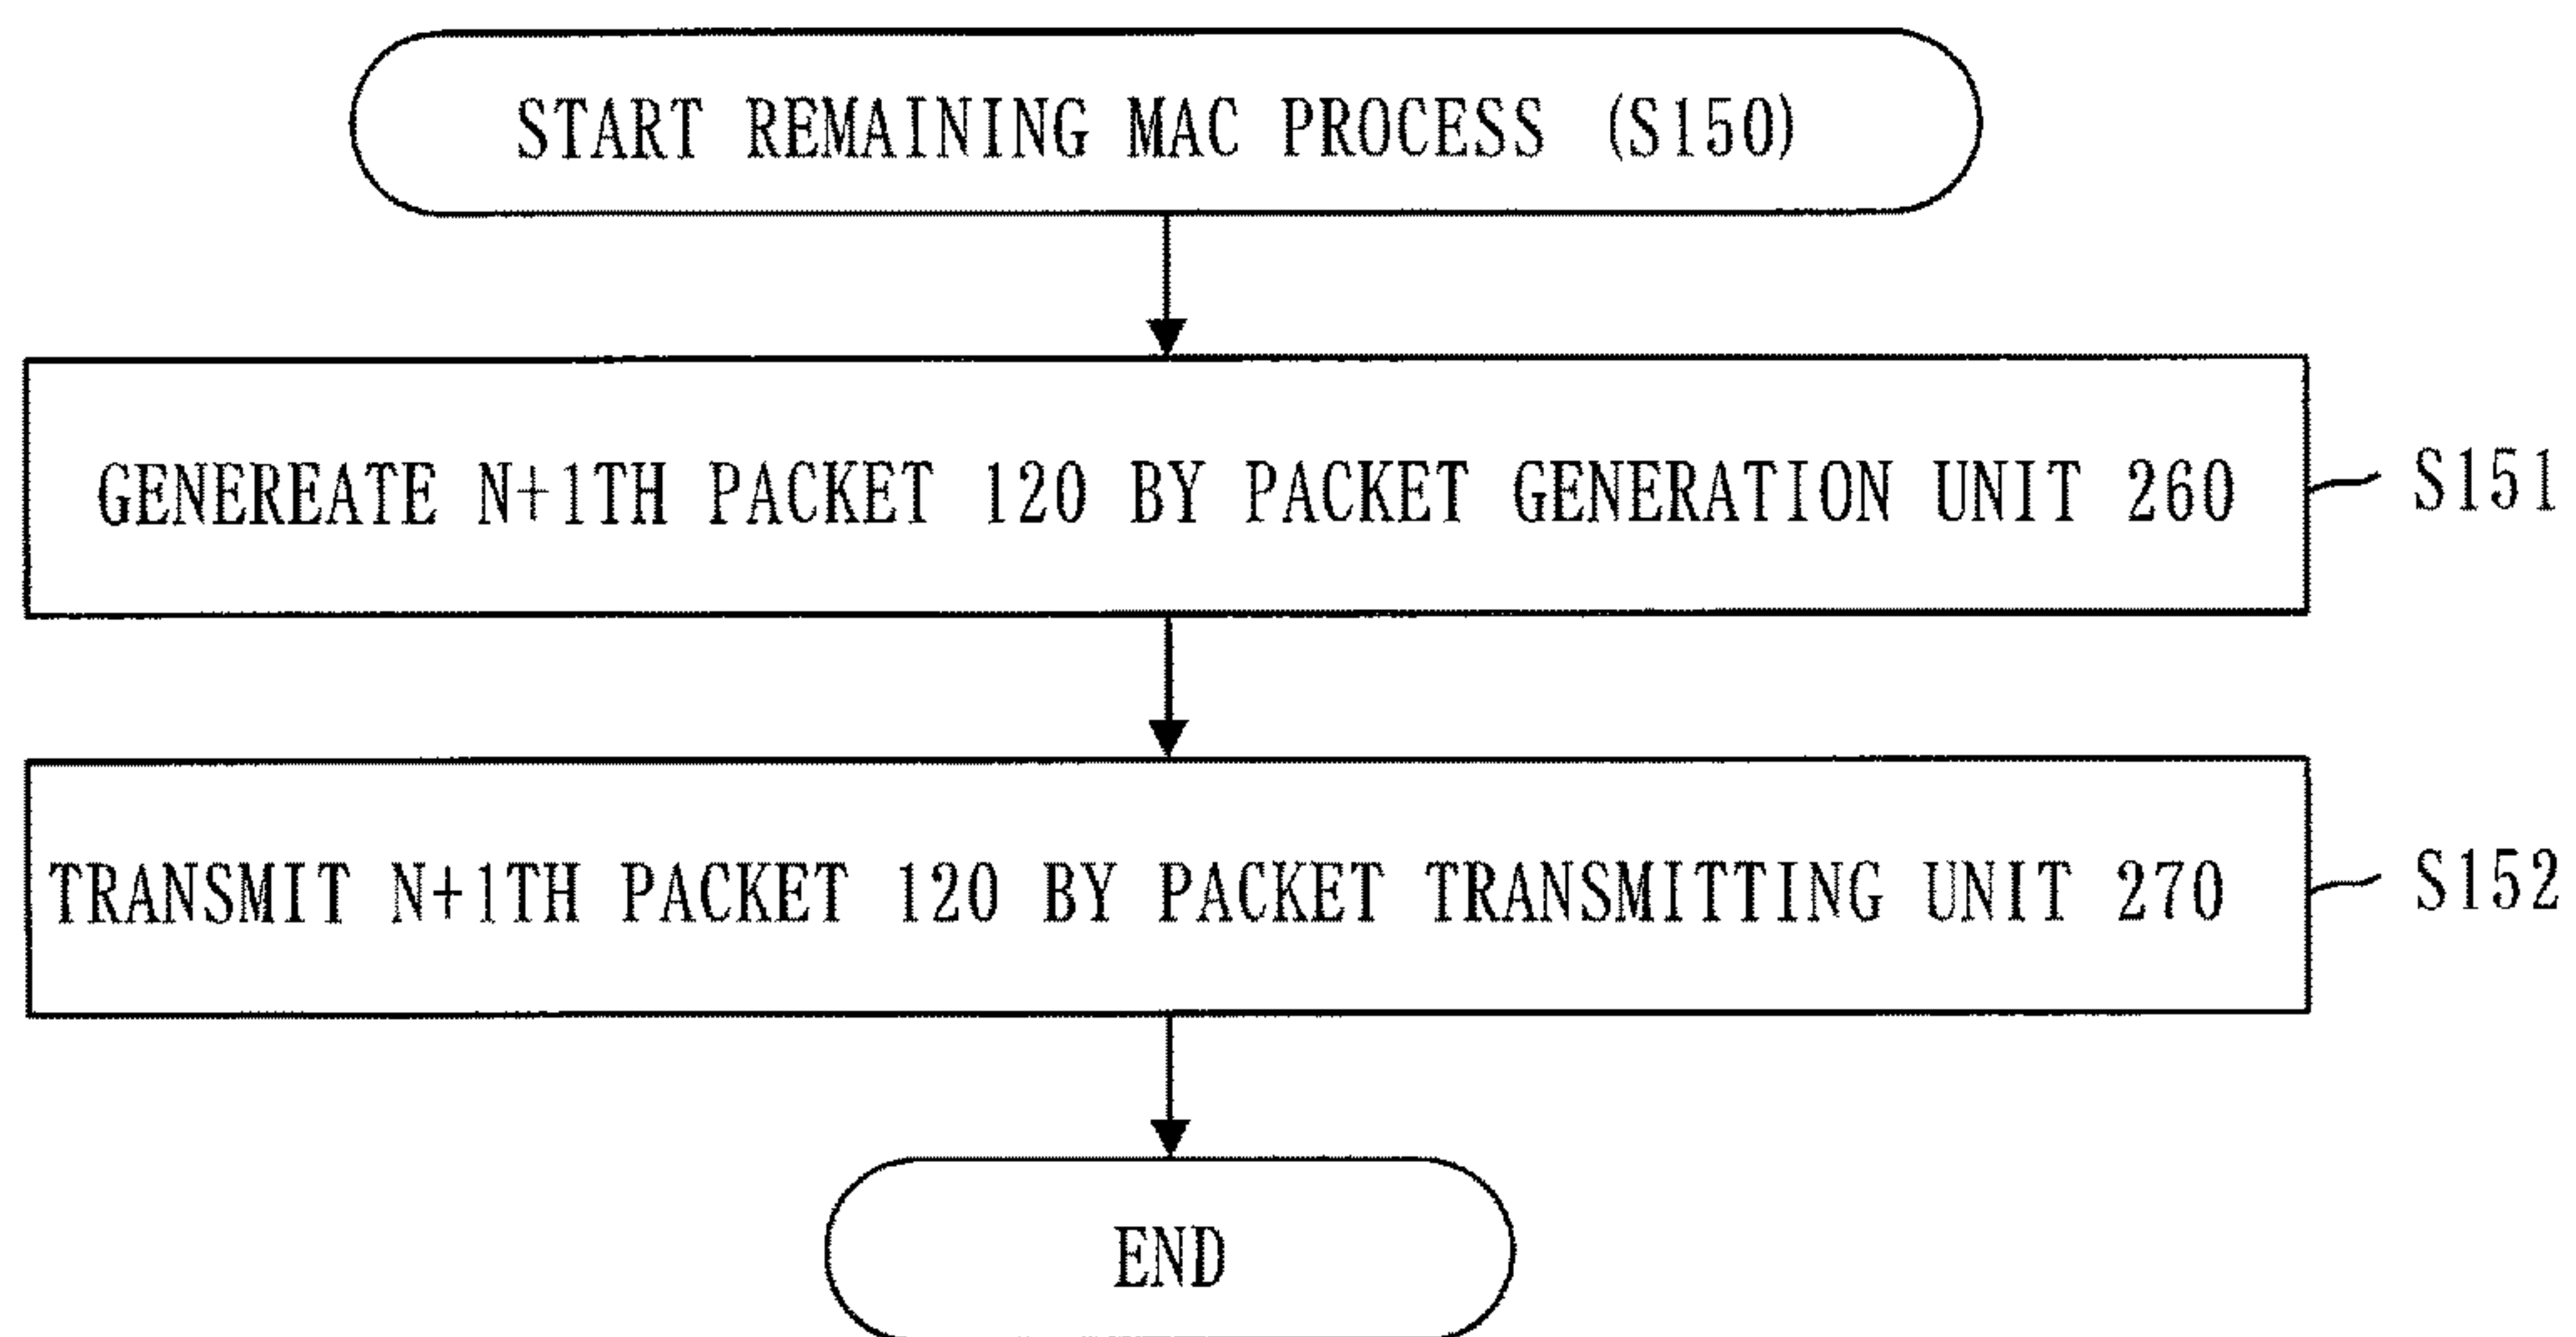 START REMAINING MAC PROCESS (S150)
GENEREATE N+1TH PACKET 120 BY PACKET GENERATION UNIT 260
S151
TRANSMIT N+1TH PACKET 120 BY PACKET TRANSMITTING UNIT 270
S152
END